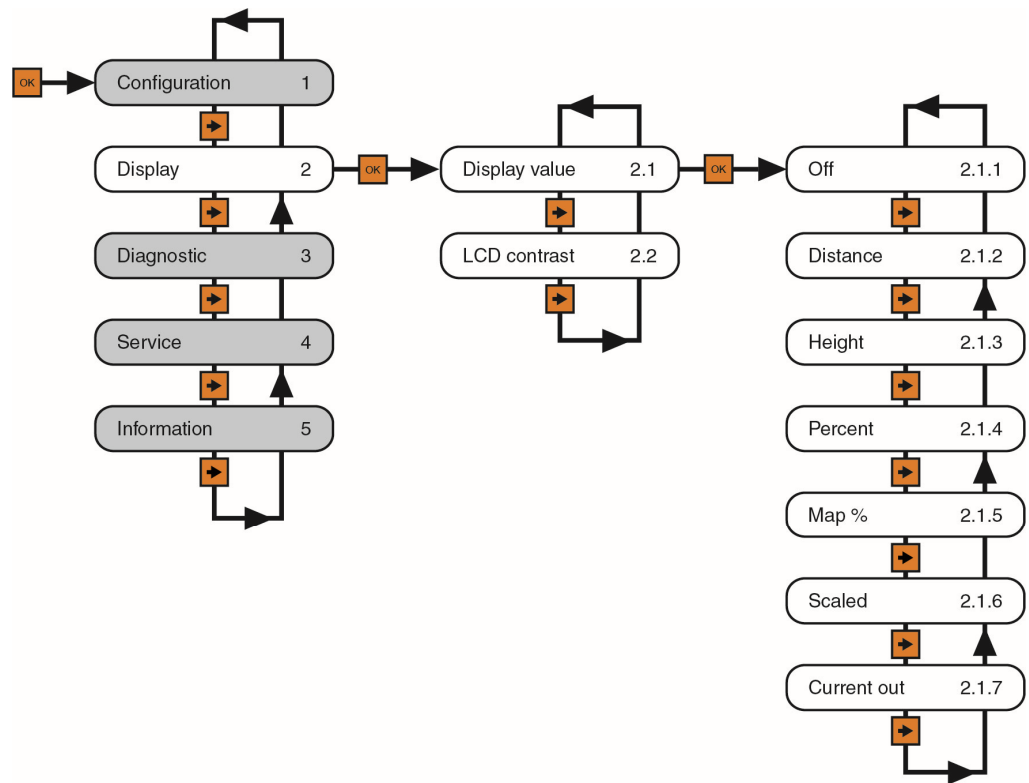 OK
Configuration 1
Display 2
OK
Display value 2.1
OK
Off 2.1.1
Diagnostic 3
LCD contrast 2.2
Distance 2.1.2
Service 4
Height 2.1.3
Information 5
Percent 2.1.4
Map % 2.1.5
Scaled 2.1.6
Current out 2.1.7